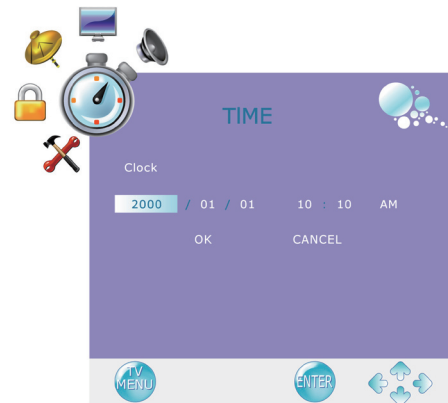 TIME
Clock
2000 / 01 / 01 10 : 10 AM
OK CANCEL
TV
MENU
ENTER